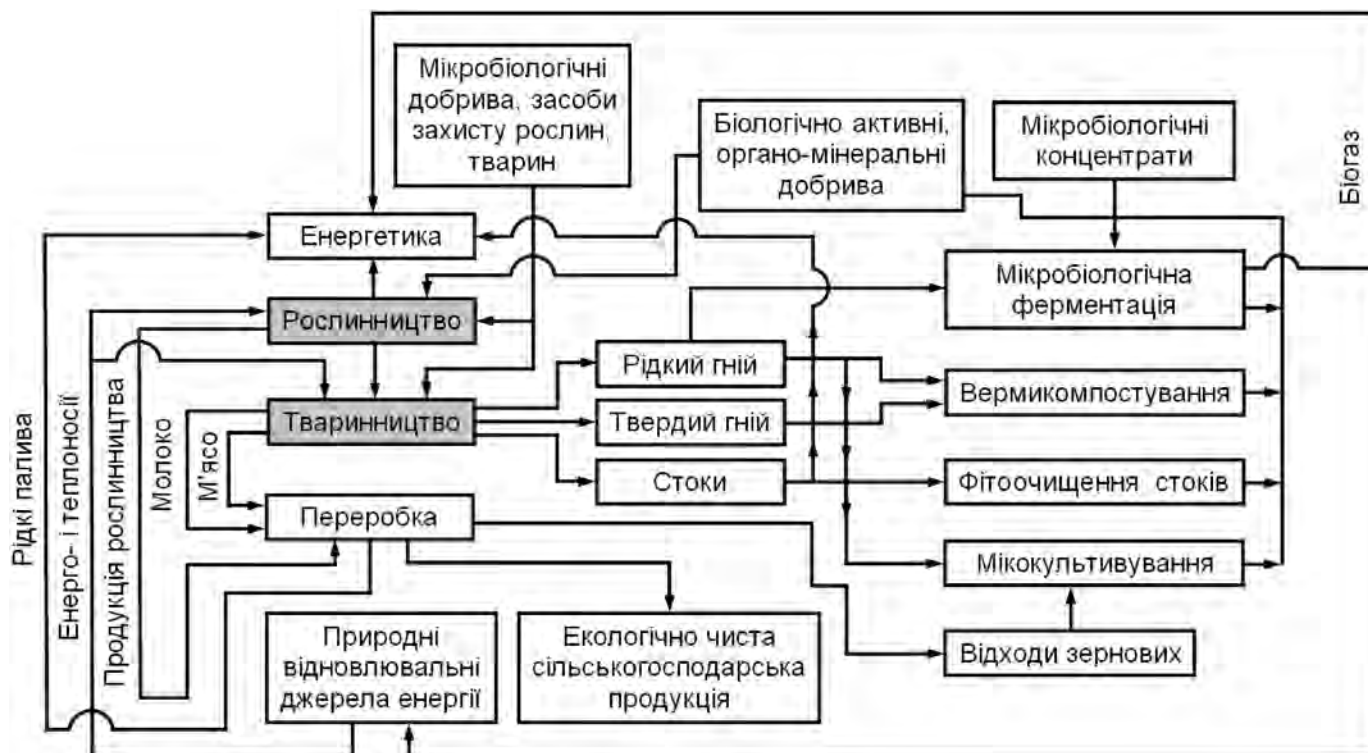 Мікробіологічні
добрива, засоби
захисту рослин,
тварин
Біологічно активні,
органо-мінеральні
добрива
Мікробіологічні
концентрати
Біогаз
Енергетика
Мікробіологічна
ферментація
Рослинництво
Рідкий гній
Вермикомпостування
Тваринництво
Твердий гній
Стоки
Фітоочищення стоків
Переробка
Мікокультивування
Рідкі палива
Енерго- і теплоносії
Продукція рослинництва
Молоко
М'ясо
Природні
відновлювальні
джерела енергії
Екологічно чиста
сільськогосподарська
продукція
Відходи зернових